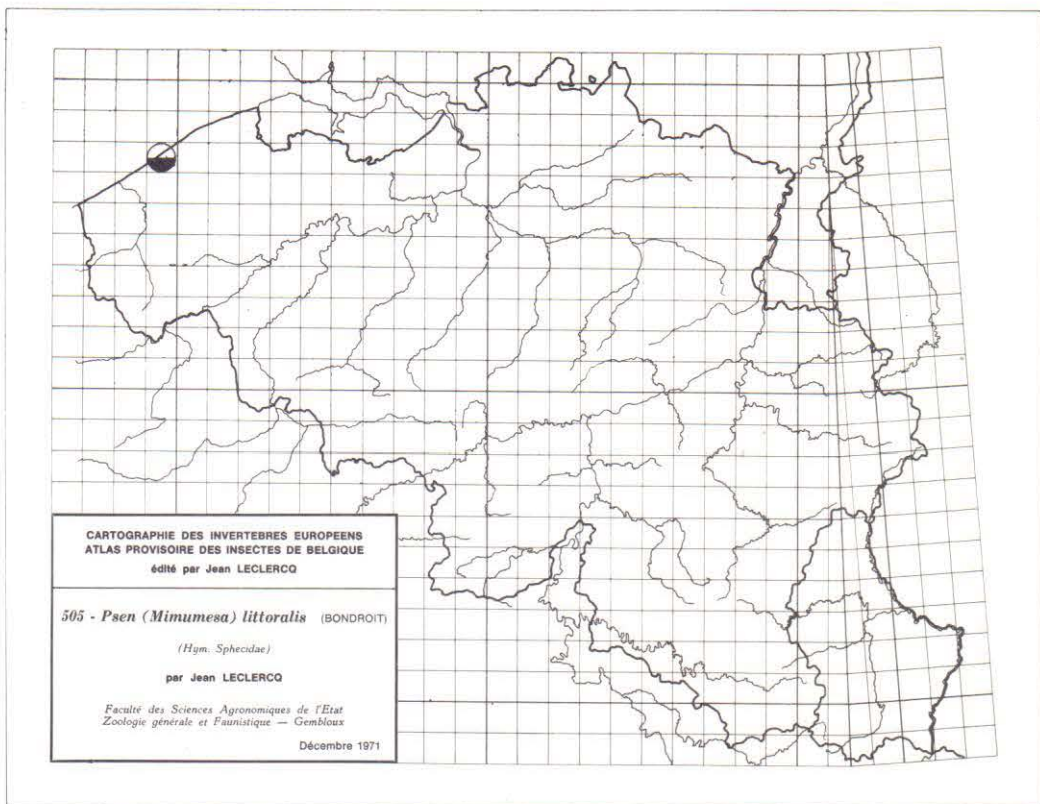 CARTOGRAPHIE DES INVERTEBRES EUROPEENS
ATLAS PROVISOIRE DES INSECTES DE BELGIQUE
édité par Jean LECLERCQ
505 - Psen (Mimumesa) littoralis (BONDROIT)
(Hym. Sphecidae)
par Jean LECLERCQ
Faculté des Sciences Agronomiques de l'Etat
Zoologie générale et Faunistique — Gembloux
Décembre 1971